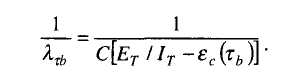 1/λ_tb = 1/C[E_T / I_T − ε_c(τ_b)].